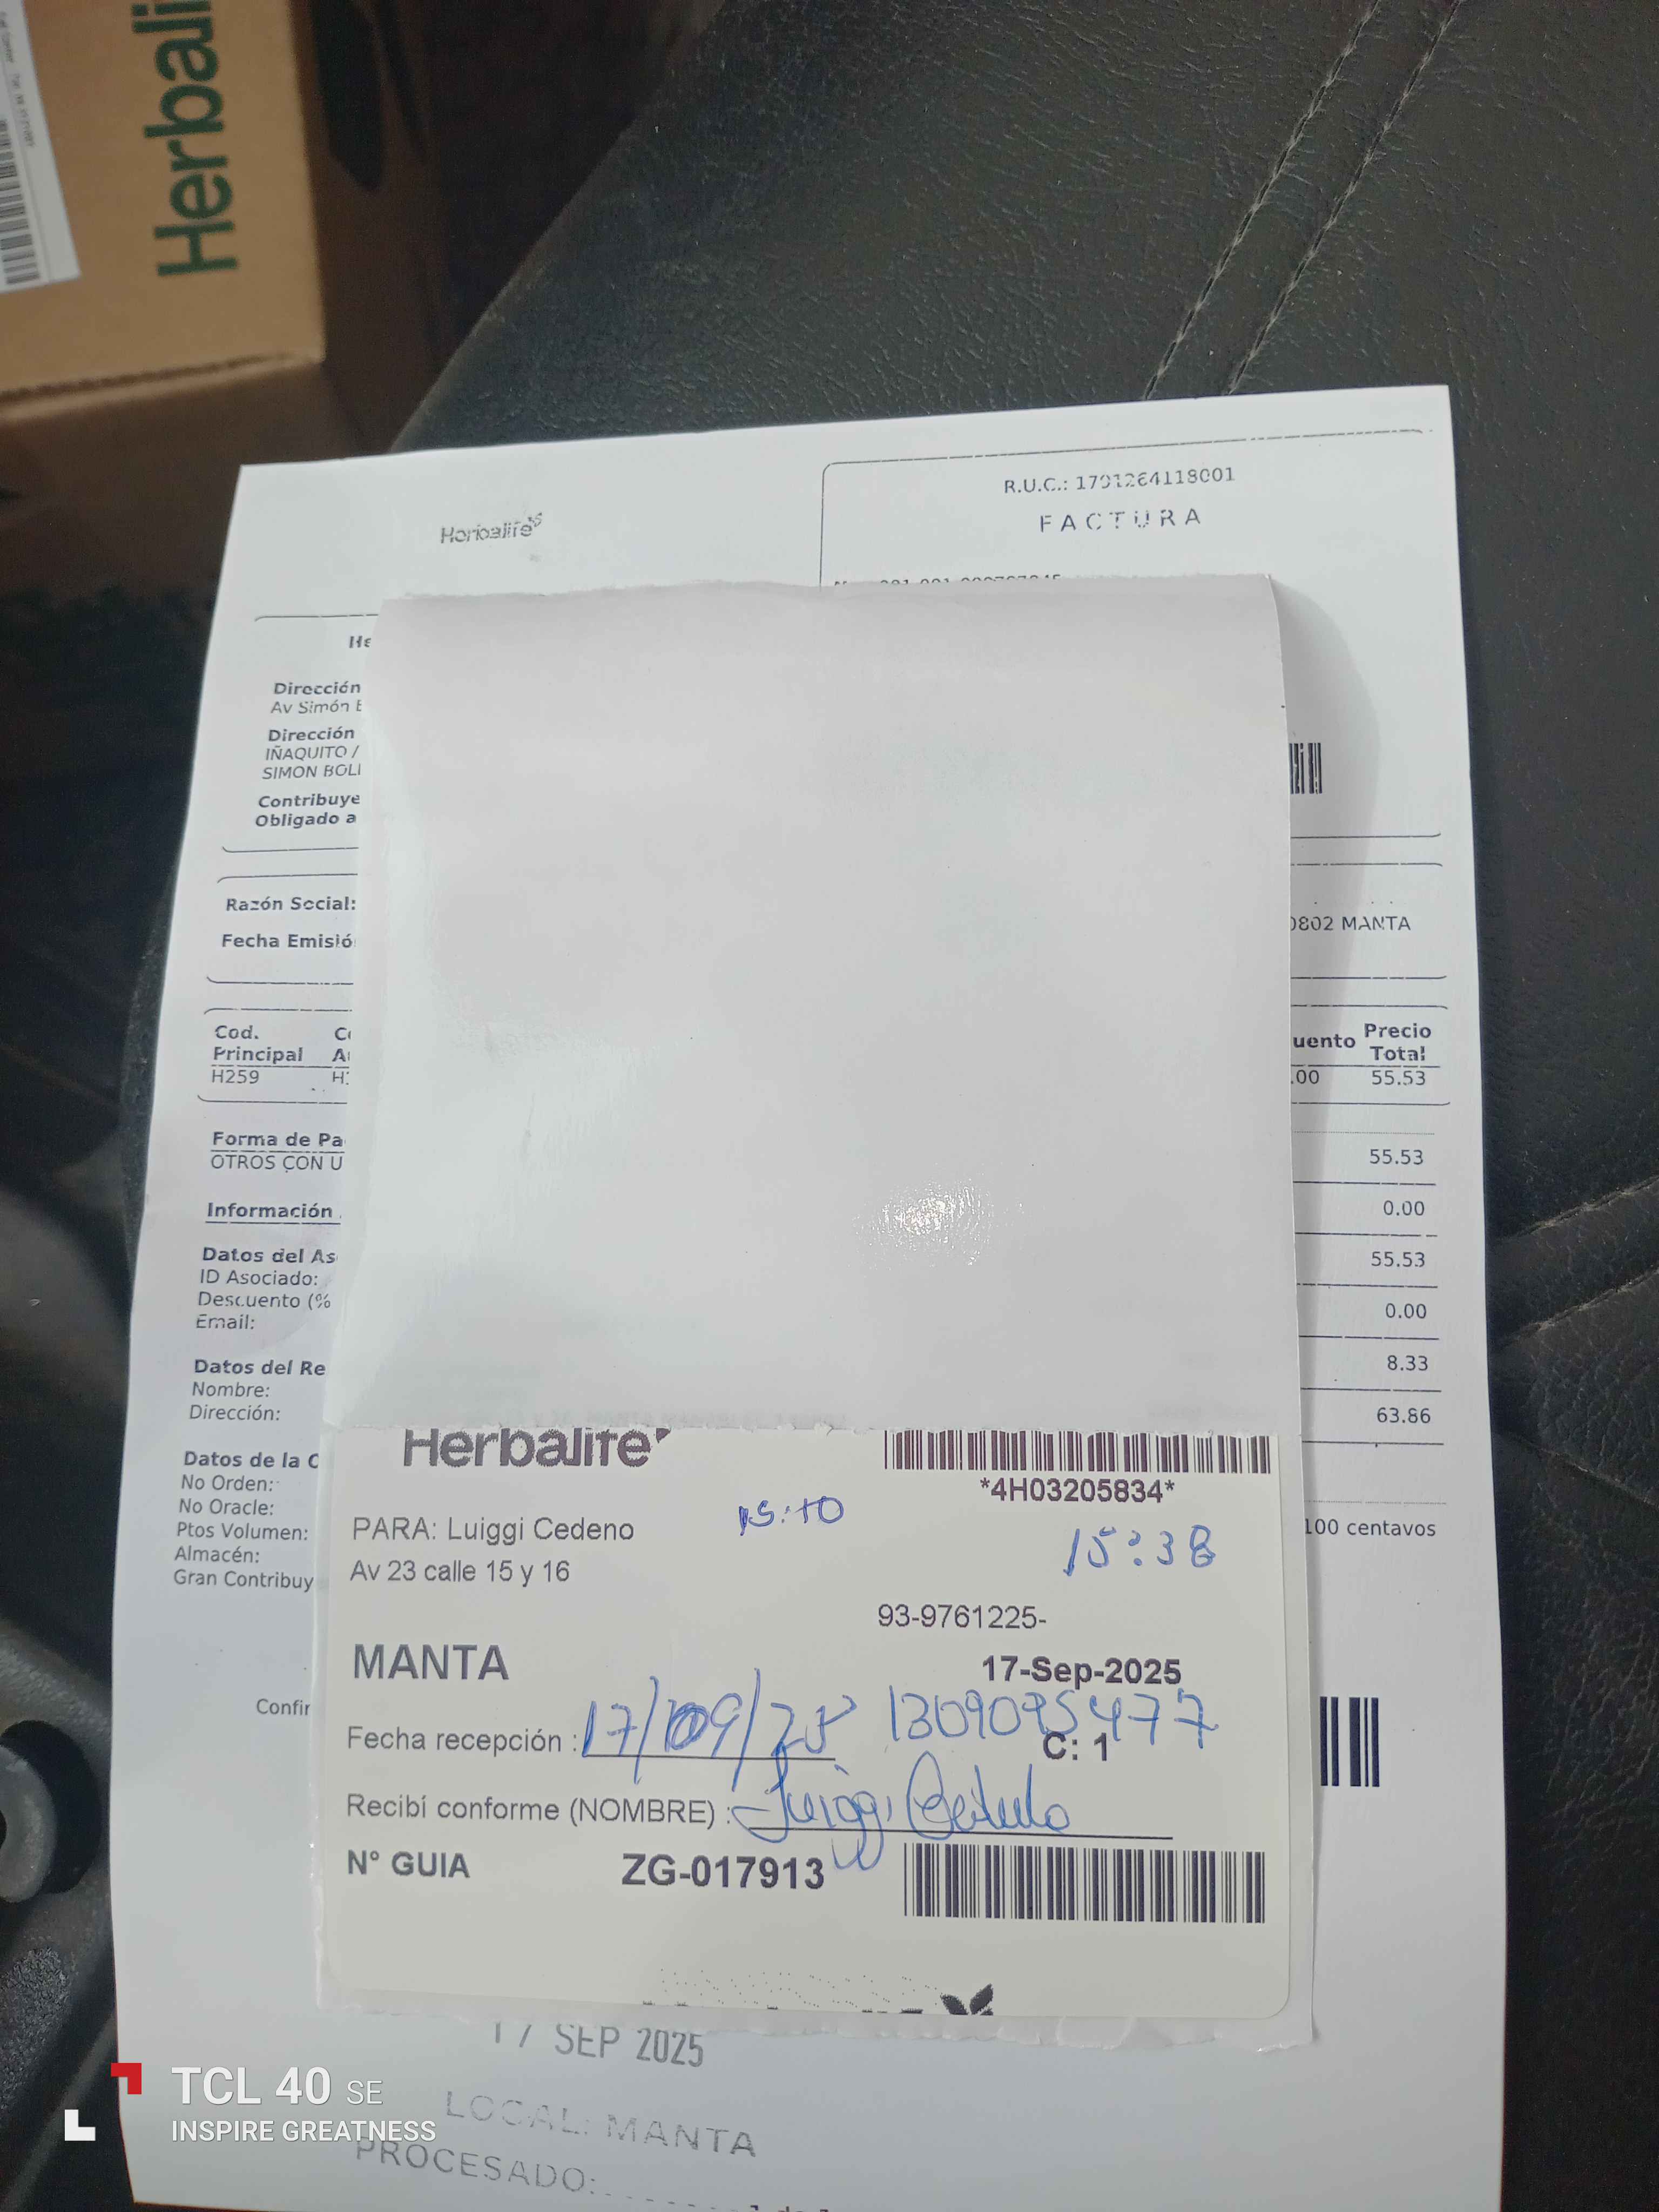 Herbali
R.U.C.: 1791264118001
FACTURA
Herbalife
Dirección
Av Simón B
Dirección
IÑAQUITO /
SIMON BOLI
Contribuye
Obligado a
Razón Social:
Fecha Emisió
0802 MANTA
Cod.
Principal
H259
uento Precio
Total
.00 55.53
Forma de Pa
OTROS CON U
55.53
Información
0.00
Datos del As
ID Asociado:
Descuento (%
Email:
55.53
0.00
Datos del Re
Nombre:
Dirección:
8.33
63.86
Datos de la O
No Orden:
No Oracle:
Ptos Volumen:
Almacén:
Gran Contribuy
100 centavos
Confir
Herbalife
*4H03205834*
PARA: Luiggi Cedeno 15:10
15:38
Av 23 calle 15 y 16
93-9761225-
MANTA
17-Sep-2025
Fecha recepción : 17/09/25 1309095477
C: 1
Recibí conforme (NOMBRE) : Luiggi Cedeño
N° GUIA ZG-017913
17 SEP 2025
LOCAL: MANTA
PROCESADO:
TCL 40 SE
INSPIRE GREATNESS